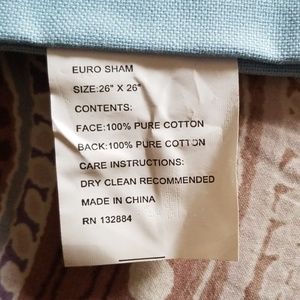 EURO SHAM
SIZE:26" X 26"
CONTENTS:
FACE:100% PURE COTTON
BACK:100% PURE COTTON
CARE INSTRUCTIONS:
DRY CLEAN RECOMMENDED
MADE IN CHINA
RN 132884